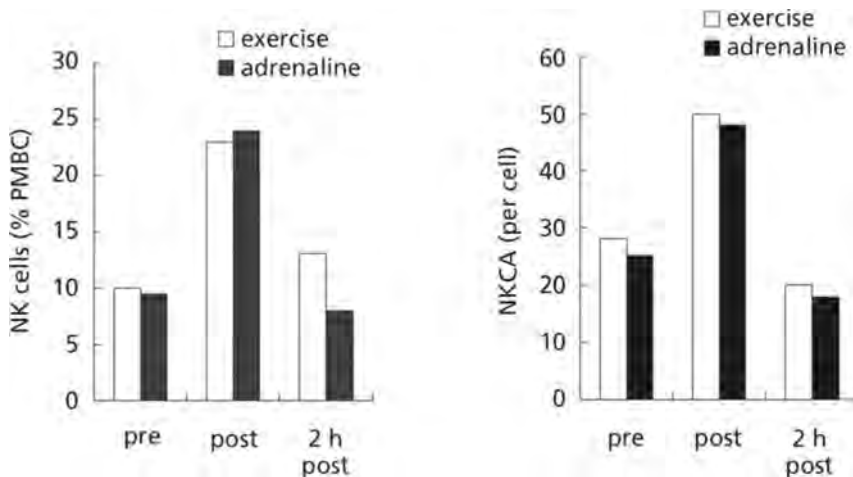 exercise
adrenaline
30
25
20
15
10
5
0
NK cells (% PMBC)
pre
post
2 h
post
exercise
adrenaline
60
50
40
30
20
10
0
NKCA (per cell)
pre
post
2 h
post